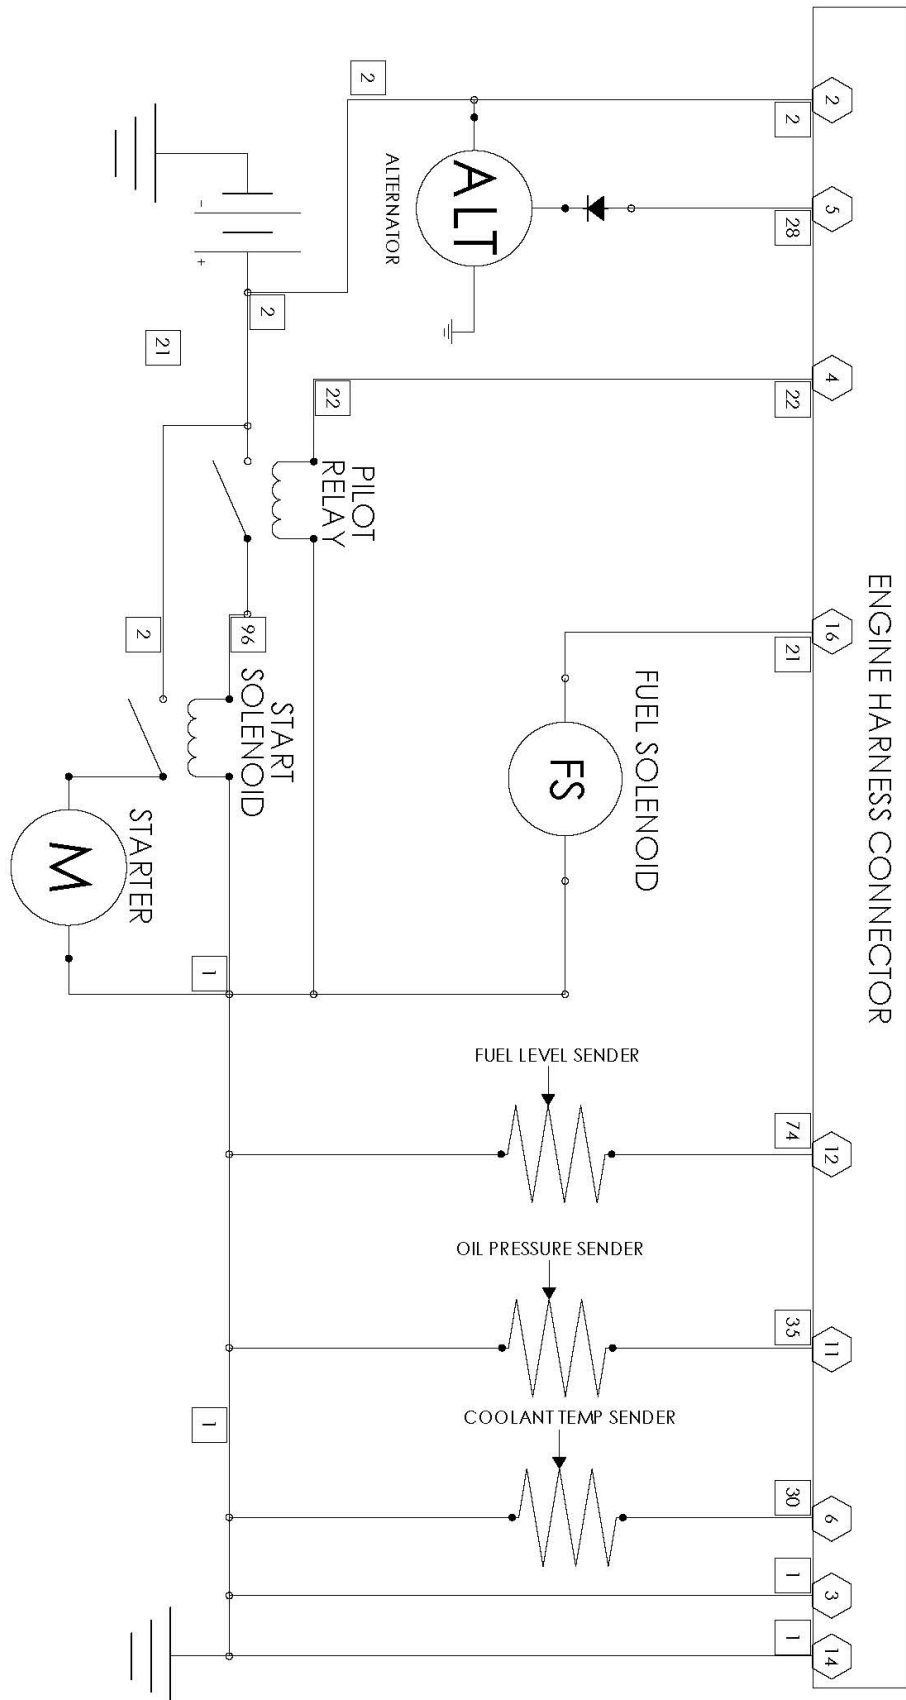 ENGINE HARNESS CONNECTOR
2
5
4
16
12
11
6
3
14
2
28
22
21
74
35
30
1
1
2
ALT
ALTERNATOR
-
+
2
21
22
PILOT
RELAY
2
96
START
SOLENOID
FUEL SOLENOID
FS
STARTER
M
1
FUEL LEVEL SENDER
OIL PRESSURE SENDER
COOLANT TEMP SENDER
1